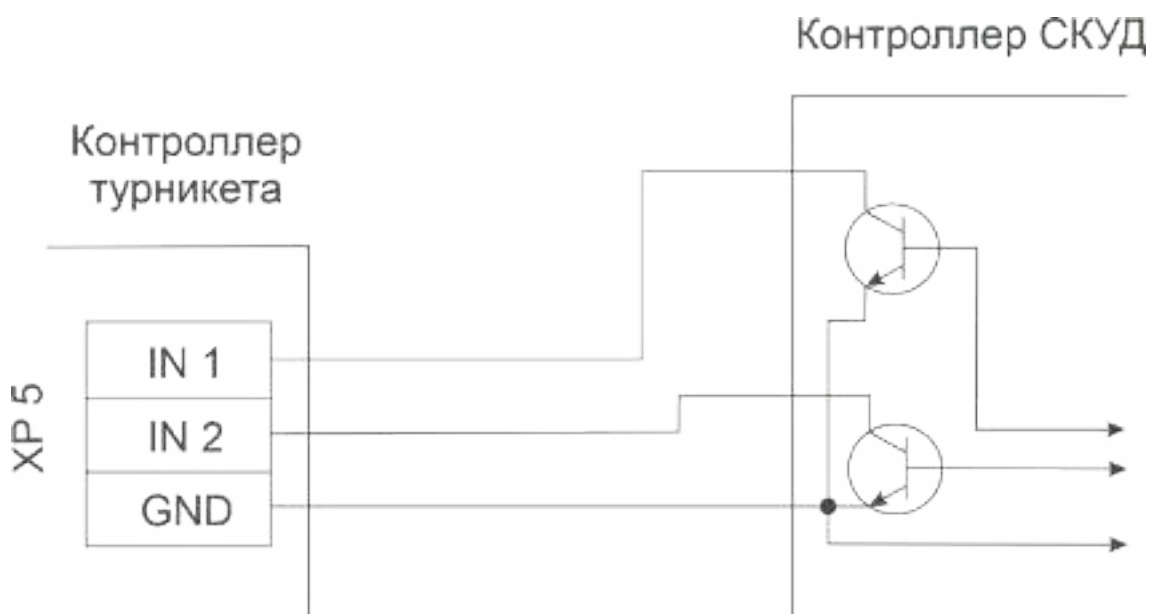 Контроллер СКУД
Контроллер
турникета
XP 5
IN 1
IN 2
GND